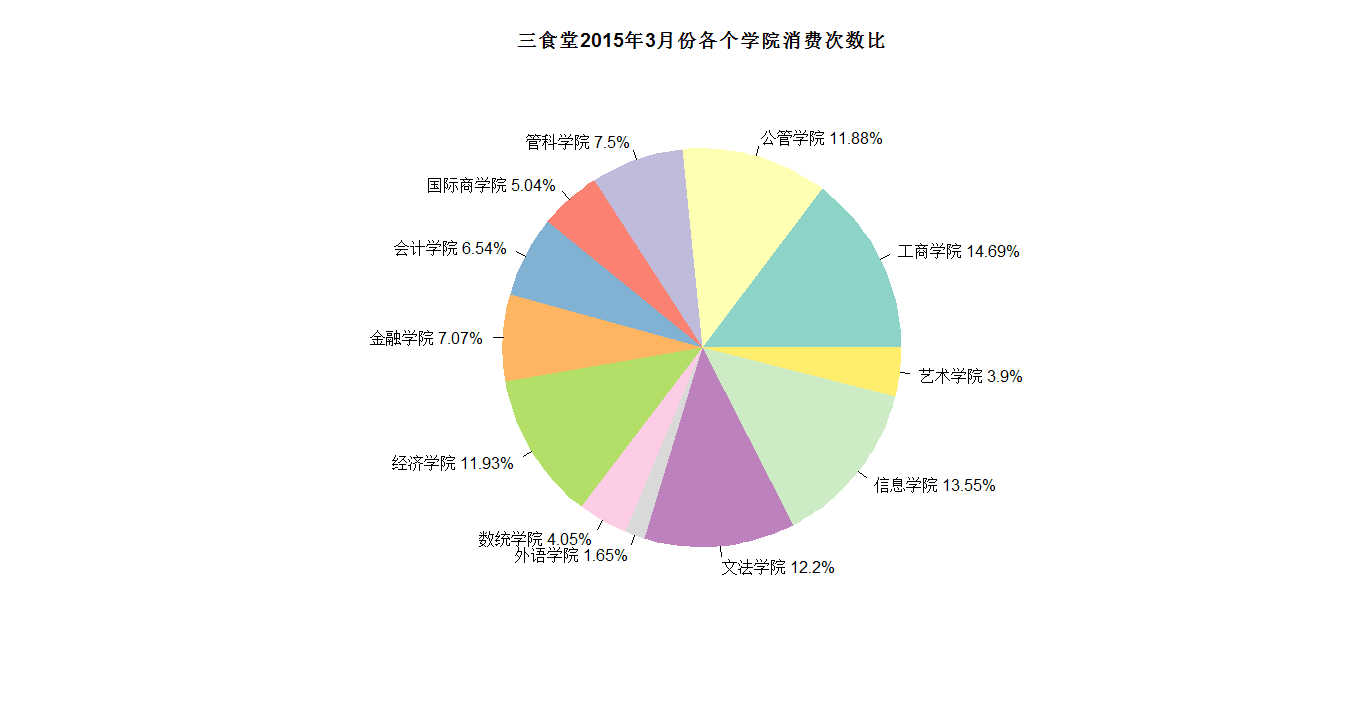 三食堂2015年3月份各个学院消费次数比
公管学院 11.88%
管科学院 7.5%
国际商学院 5.04%
会计学院 6.54%
工商学院 14.69%
金融学院 7.07%
艺术学院 3.9%
经济学院 11.93%
信息学院 13.55%
数统学院 4.05%
外语学院 1.65%
文法学院 12.2%